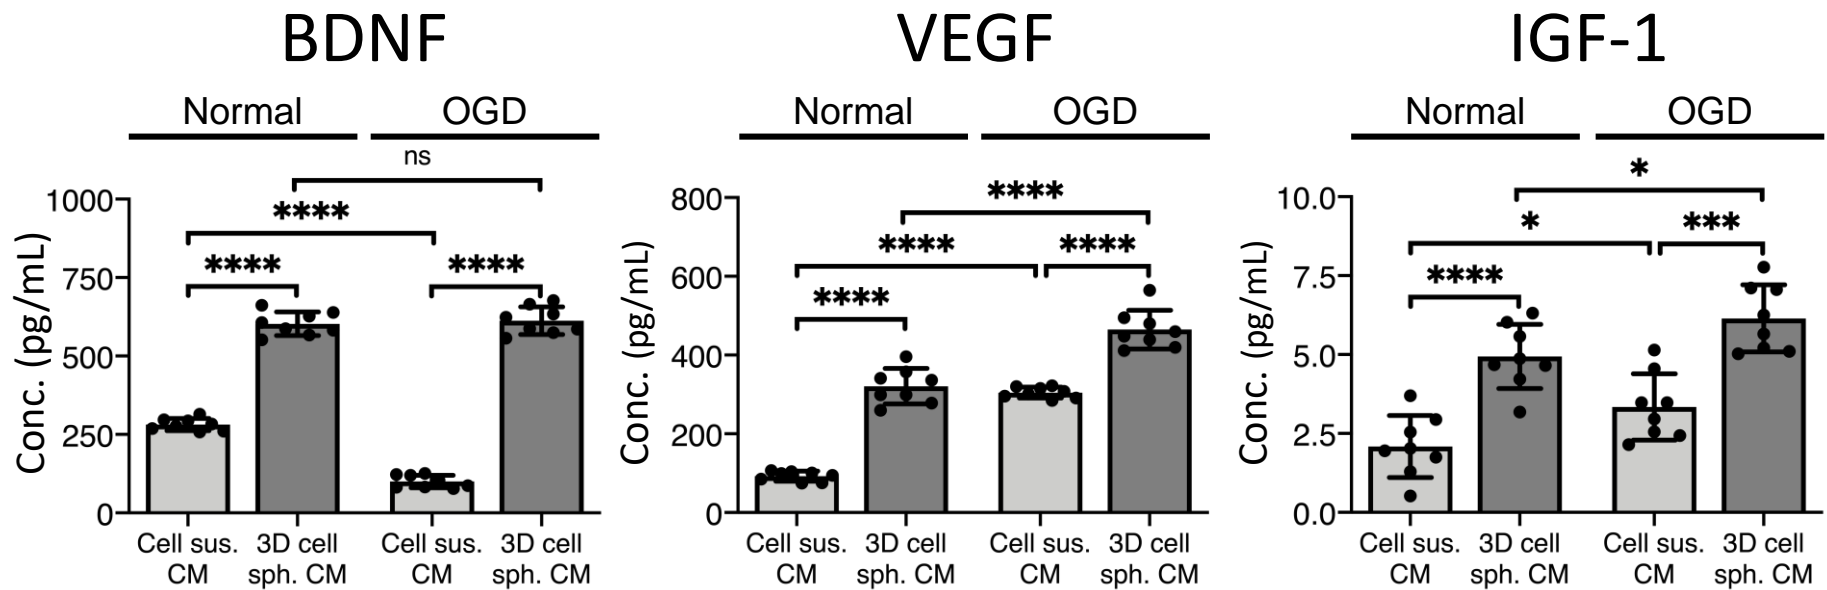 BDNF
Normal OGD
ns
****
**** ****
Conc. (pg/mL)
1000
750
500
250
0
Cell sus. CM
3D cell sph. CM
Cell sus. CM
3D cell sph. CM
VEGF
Normal OGD
****
**** ****
****
Conc. (pg/mL)
800
600
400
200
0
Cell sus. CM
3D cell sph. CM
Cell sus. CM
3D cell sph. CM
IGF-1
Normal OGD
*
* ***
****
Conc. (pg/mL)
10.0
7.5
5.0
2.5
0.0
Cell sus. CM
3D cell sph. CM
Cell sus. CM
3D cell sph. CM